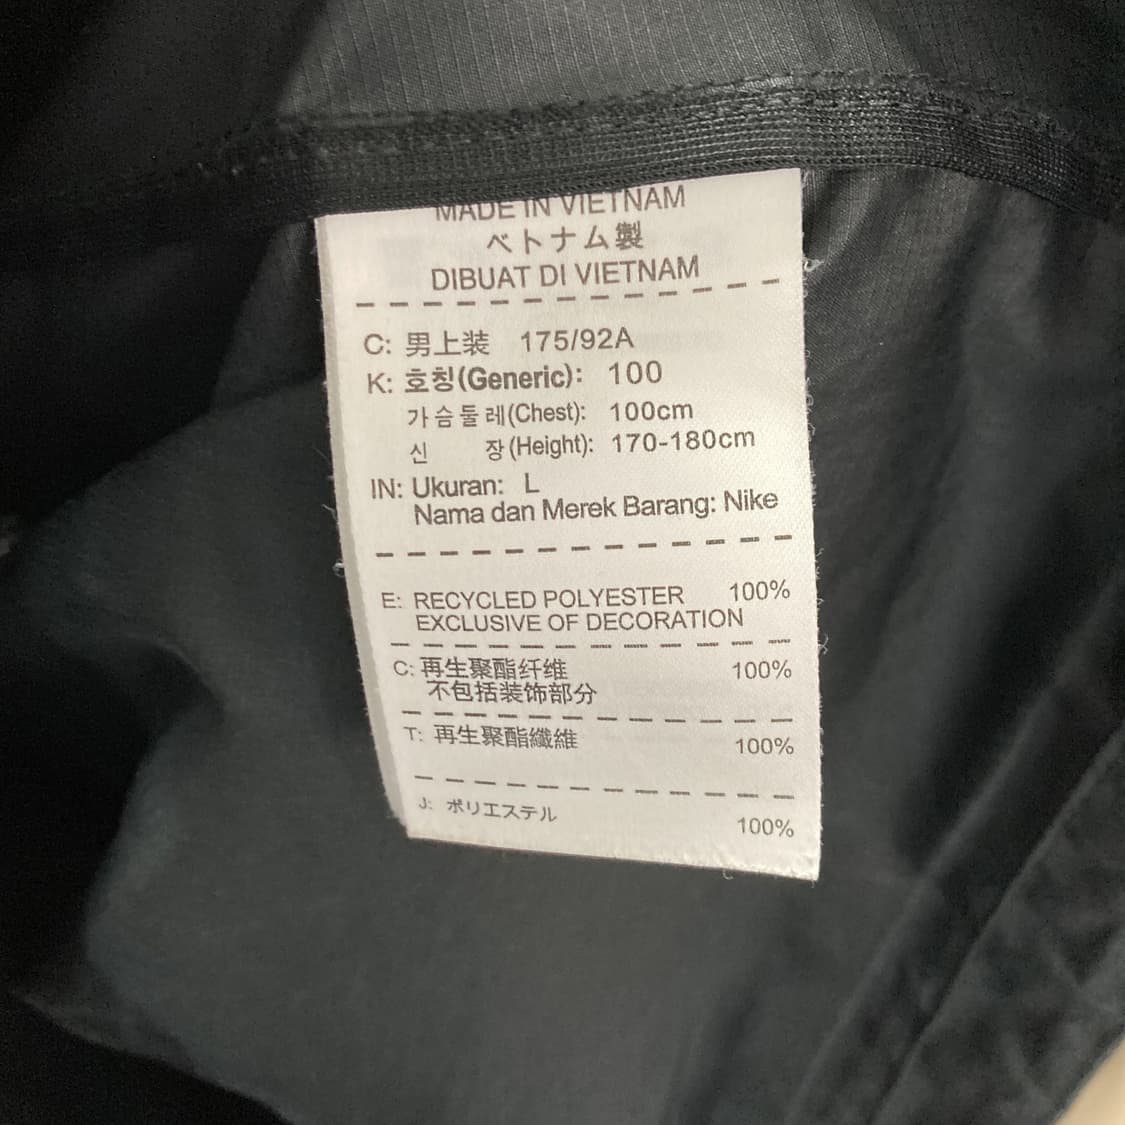 MADE IN VIETNAM
ベトナム製
DIBUAT DI VIETNAM
C: 男上装 175/92A
K: 호칭(Generic): 100
가슴둘레(Chest): 100cm
신 장(Height): 170-180cm
IN: Ukuran: L
Nama dan Merek Barang: Nike
E: RECYCLED POLYESTER 100%
EXCLUSIVE OF DECORATION
C: 再生聚酯纤维 100%
不包括装饰部分
T: 再生聚酯纖維 100%
J: ポリエステル 100%